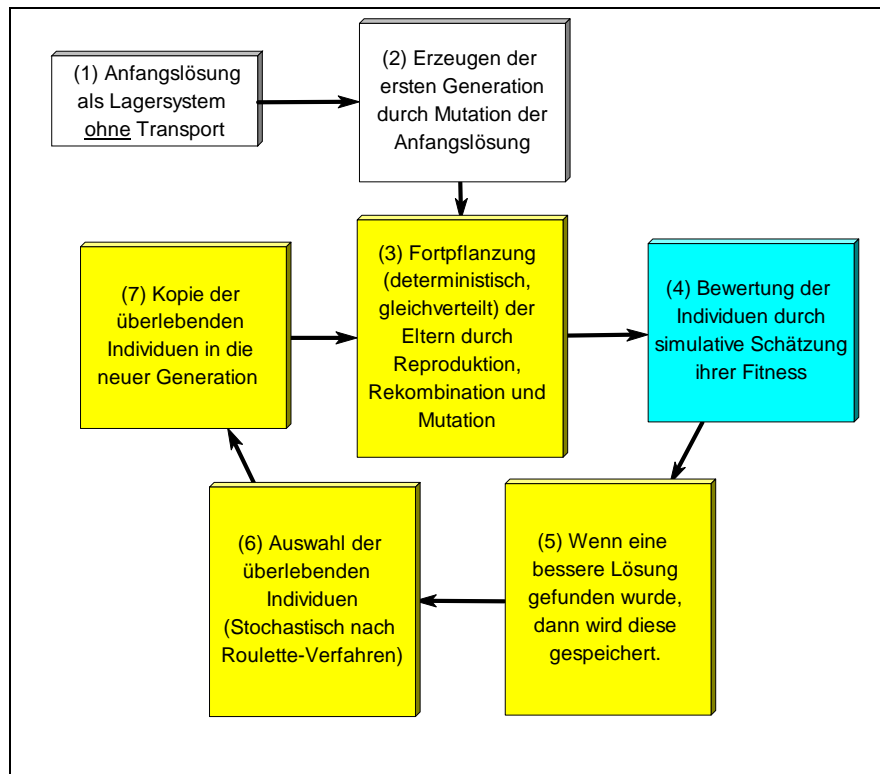 (1) Anfangslösung
als Lagersystem
ohne Transport
(2) Erzeugen der
ersten Generation
durch Mutation der
Anfangslösung
(3) Fortpflanzung
(deterministisch,
gleichverteilt) der
Eltern durch
Reproduktion,
Rekombination und
Mutation
(4) Bewertung der
Individuen durch
simulative Schätzung
ihrer Fitness
(5) Wenn eine
bessere Lösung
gefunden wurde,
dann wird diese
gespeichert.
(6) Auswahl der
überlebenden
Individuen
(Stochastisch nach
Roulette-Verfahren)
(7) Kopie der
überlebenden
Individuen in die
neuer Generation